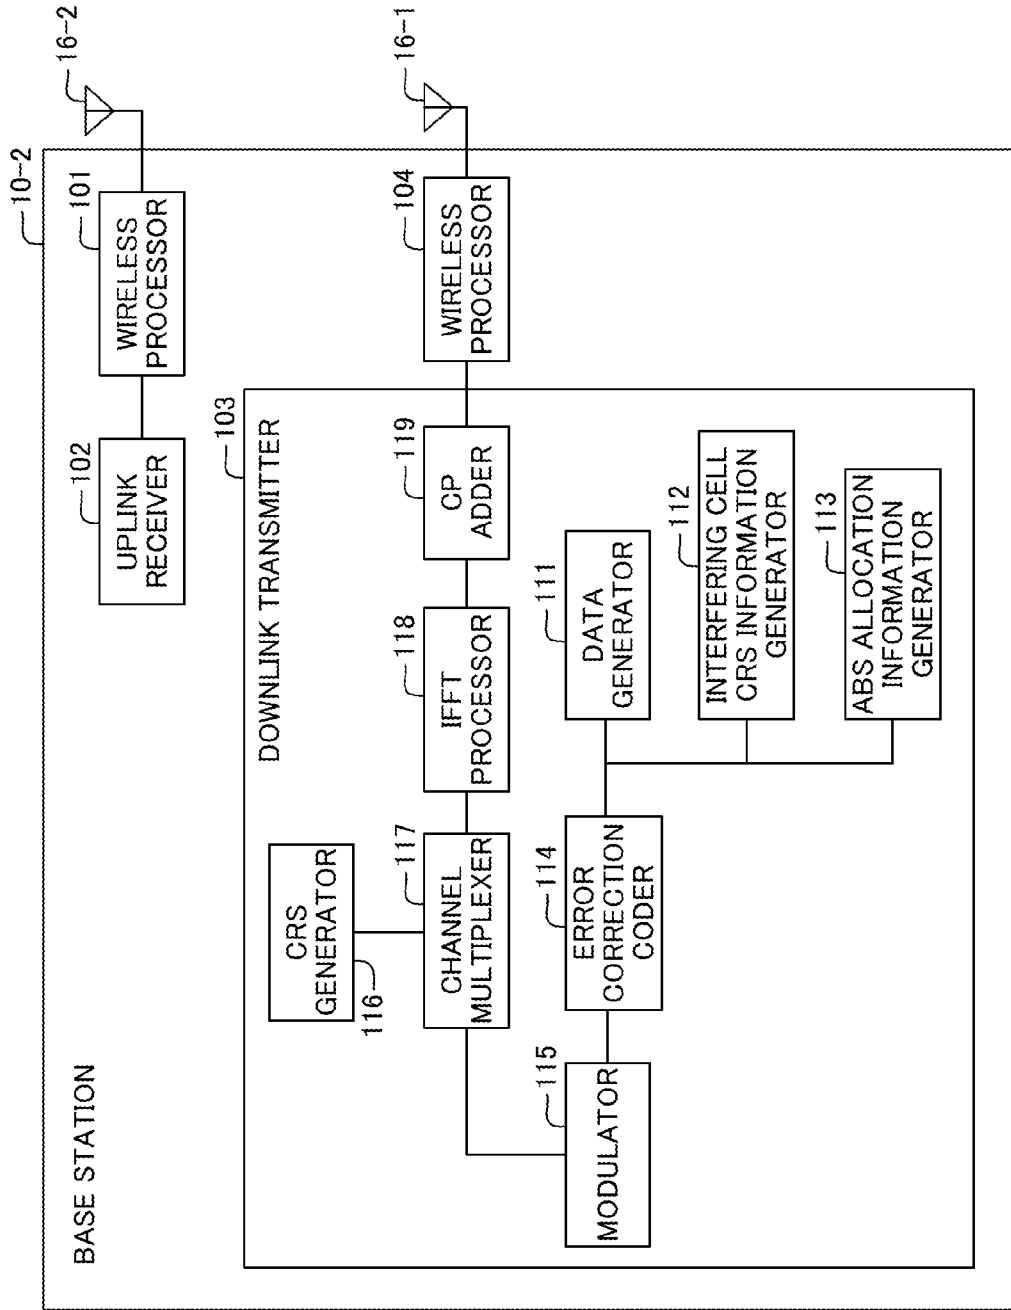 10-2
BASE STATION
16-2
101
WIRELESS
PROCESSOR
102
UPLINK
RECEIVER
16-1
104
WIRELESS
PROCESSOR
103
DOWNLINK TRANSMITTER
CRS
GENERATOR
116
117
CHANNEL
MULTIPLEXER
118
IFFT
PROCESSOR
119
CP
ADDER
115
MODULATOR
114
ERROR
CORRECTION
CODER
111
DATA
GENERATOR
112
INTERFERING CELL
CRS INFORMATION
GENERATOR
113
ABS ALLOCATION
INFORMATION
GENERATOR